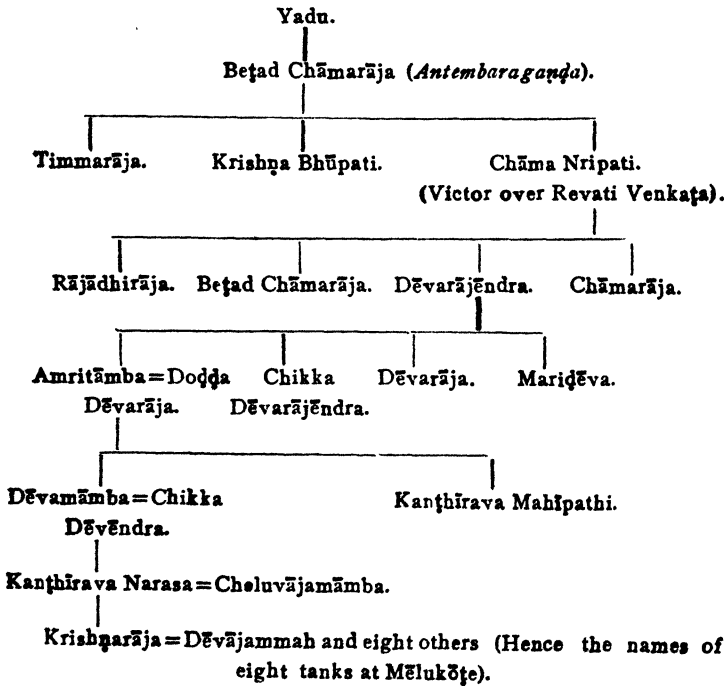 Yadu.
Beṭad Chāmarāja (Antembaragaṇḍa).
Timmarāja. Krishṇa Bhūpati. Chāma Nripati.
(Victor over Revati Venkaṭa).
Rājādhirāja. Beṭad Chāmarāja. Dēvarājēndra. Chāmarāja.
Amritāmba=Doḍḍa Chikka Dēvarāja. Mariḍēva.
Dēvarāja. Dēvarājēndra.
Dēvamāmba=Chikka Kanṭhīrava Mahīpathi.
Dēvēndra.
Kanṭhīrava Narasa=Cheluvājamāmba.
Krishṇarāja=Dēvājammah and eight others (Hence the names of
eight tanks at Mēlukōṭe).